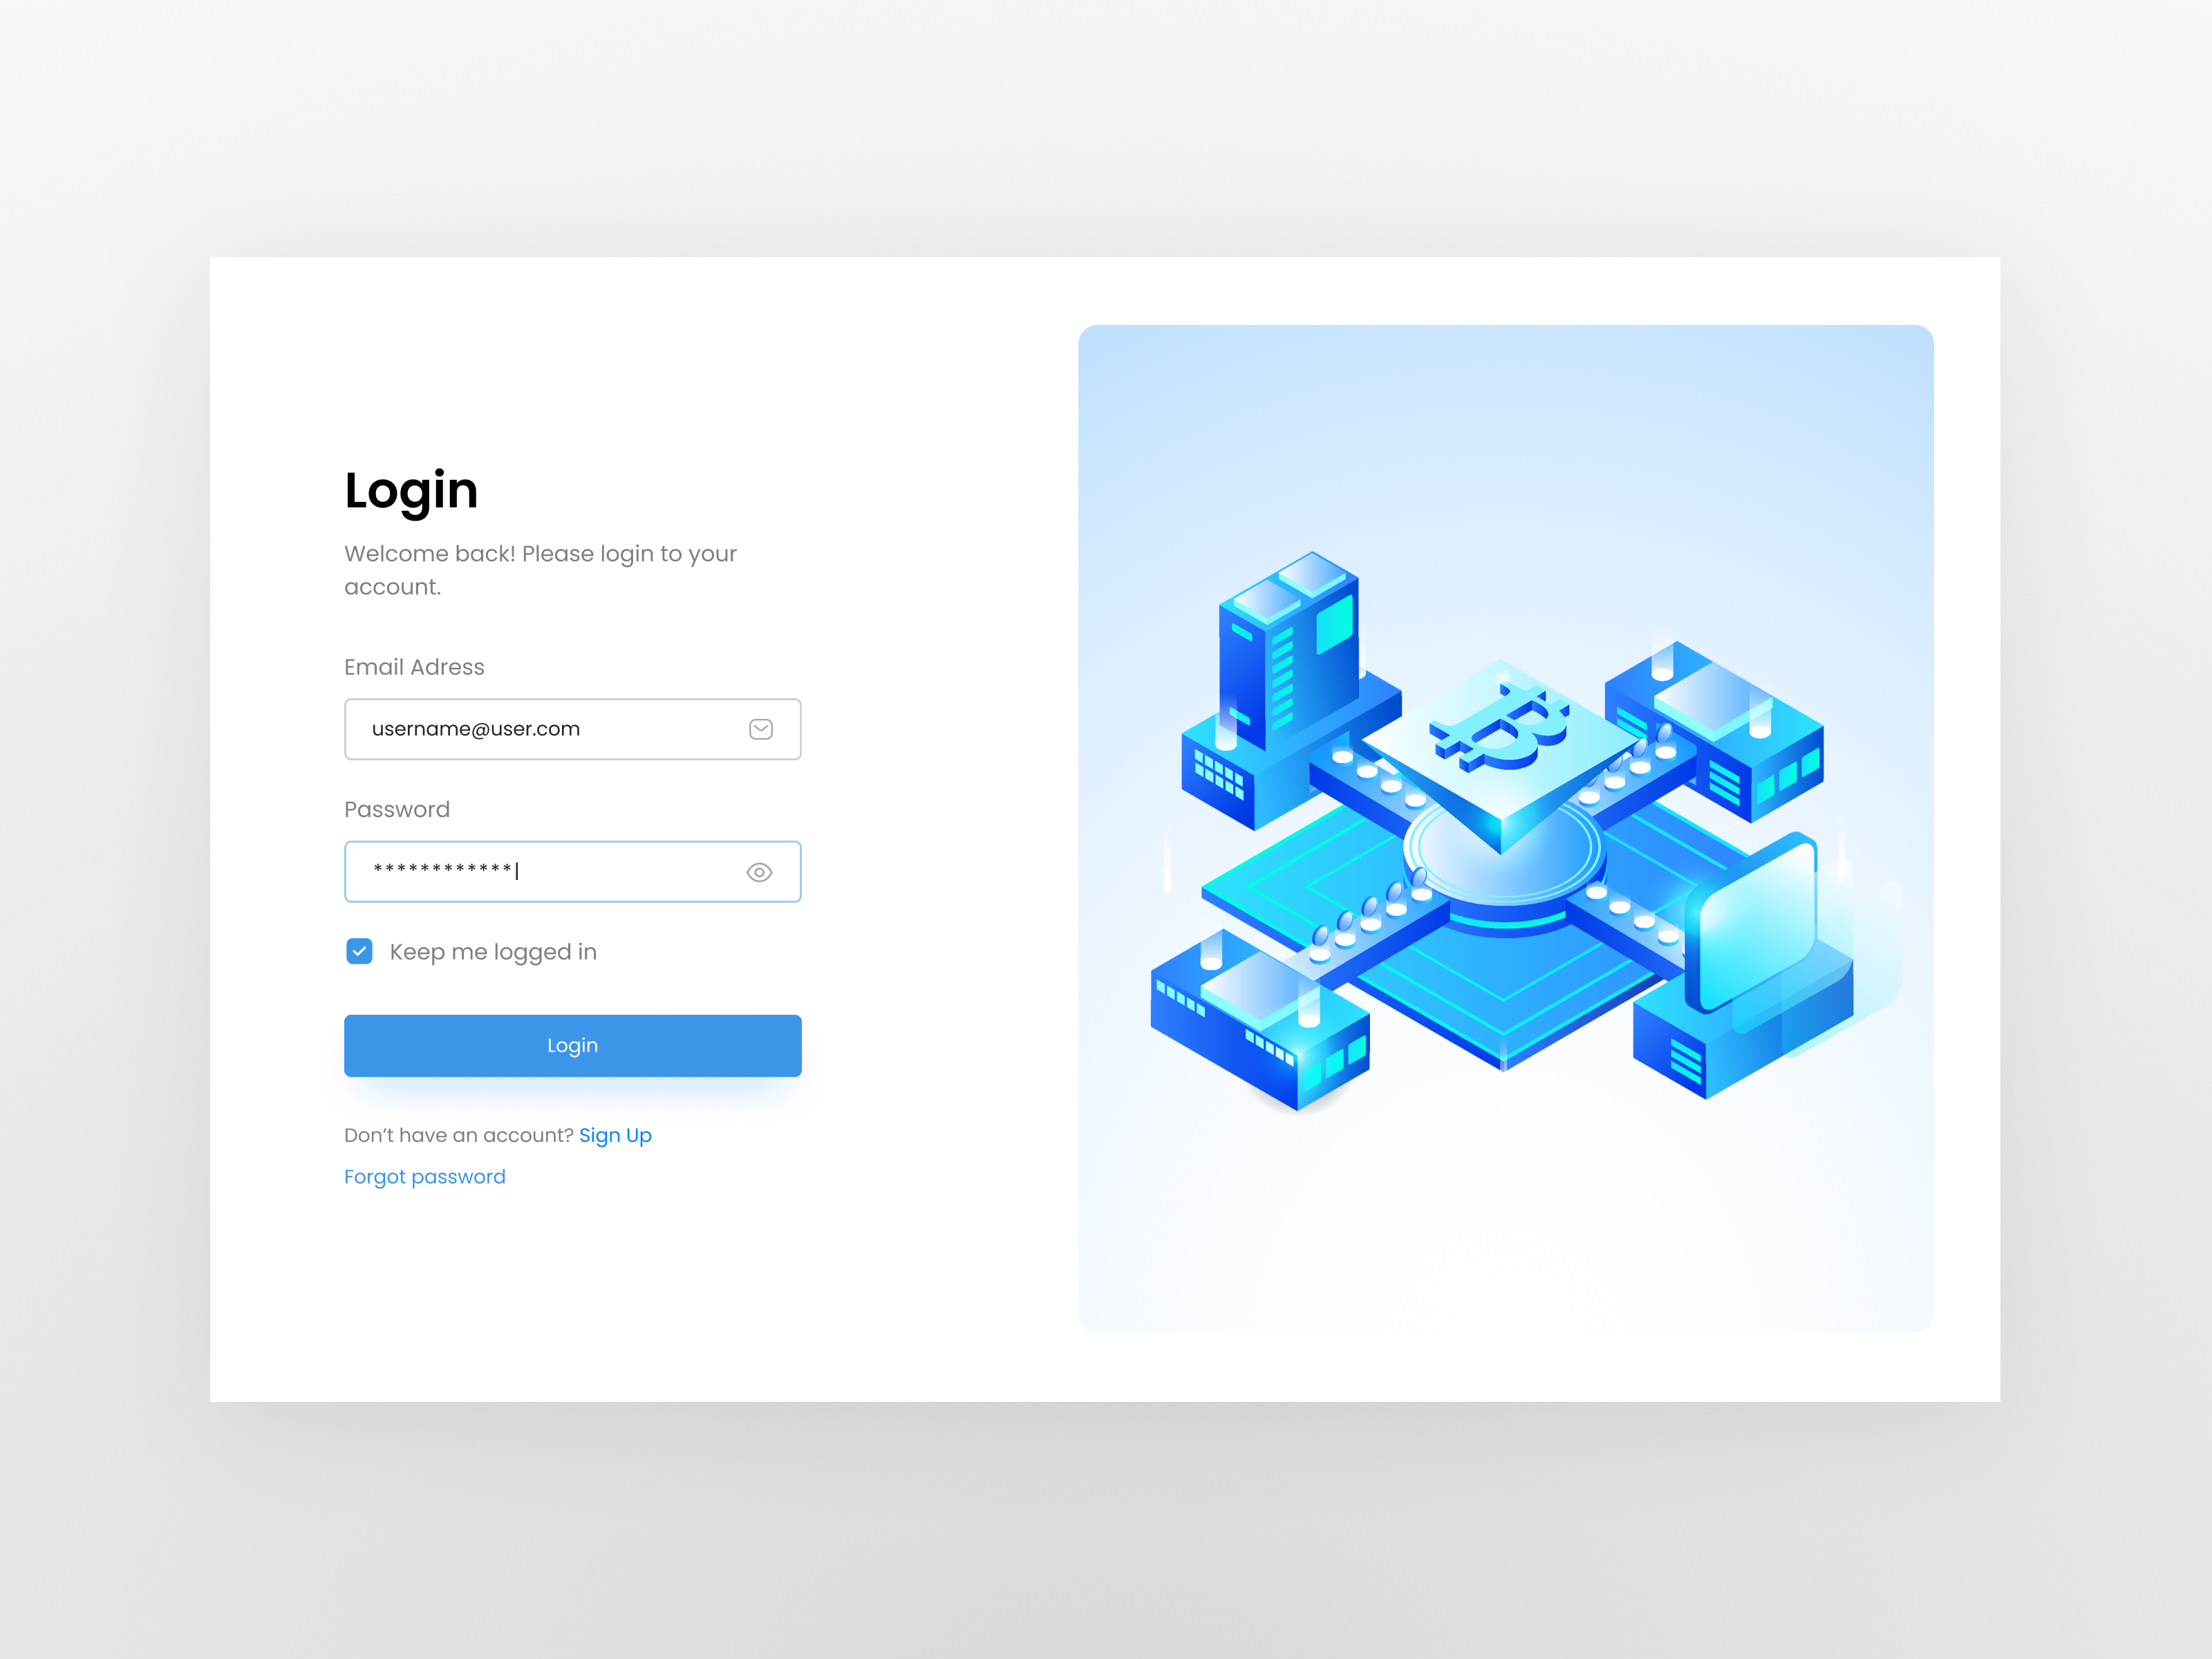 Login
Welcome back! Please login to your
account.
Email Adress
username@user.com
Password
************
Keep me logged in
Login
Don’t have an account? Sign Up
Forgot password